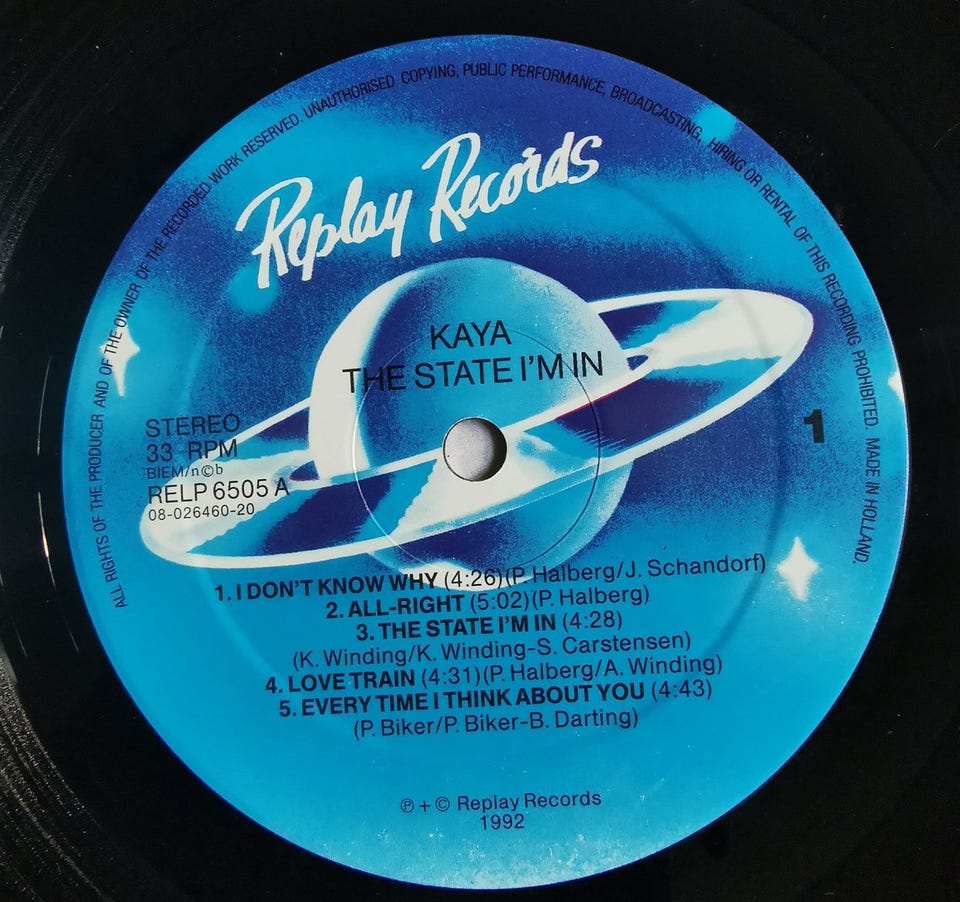 ALL RIGHTS OF THE PRODUCER AND OF THE OWNER OF THE RECORDED WORK RESERVED. UNAUTHORISED COPYING, PUBLIC PERFORMANCE, BROADCASTING, HIRING OR RENTAL OF THIS RECORDING PROHIBITED. MADE IN HOLLAND.
Replay Records
KAYA
THE STATE I'M IN
STEREO
33 RPM
BIEM/n©b
RELP 6505 A
08-026460-20
1
1. I DON'T KNOW WHY (4:26) (P. Halberg/J. Schandorf)
2. ALL-RIGHT (5:02) (P. Halberg)
3. THE STATE I'M IN (4:28)
(K. Winding/K. Winding-S. Carstensen)
4. LOVE TRAIN (4:31) (P. Halberg/A. Winding)
5. EVERY TIME I THINK ABOUT YOU (4:43)
(P. Biker/P. Biker-B. Darting)
℗ + © Replay Records
1992